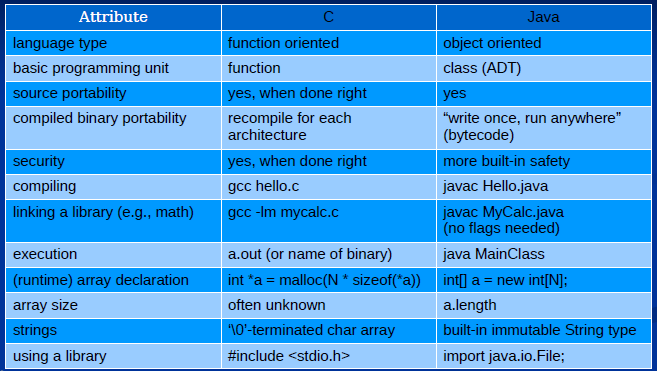 Attribute C Java
language type function oriented object oriented
basic programming unit function class (ADT)
source portability yes, when done right yes
compiled binary portability recompile for each “write once, run anywhere”
architecture (bytecode)
security yes, when done right more built-in safety
compiling gcc hello.c javac Hello.java
linking a library (e.g., math) gcc -lm mycalc.c javac MyCalc.java
(no flags needed)
execution a.out (or name of binary) java MainClass
(runtime) array declaration int *a = malloc(N * sizeof(*a)) int[] a = new int[N];
array size often unknown a.length
strings ‘\0’-terminated char array built-in immutable String type
using a library #include <stdio.h> import java.io.File;